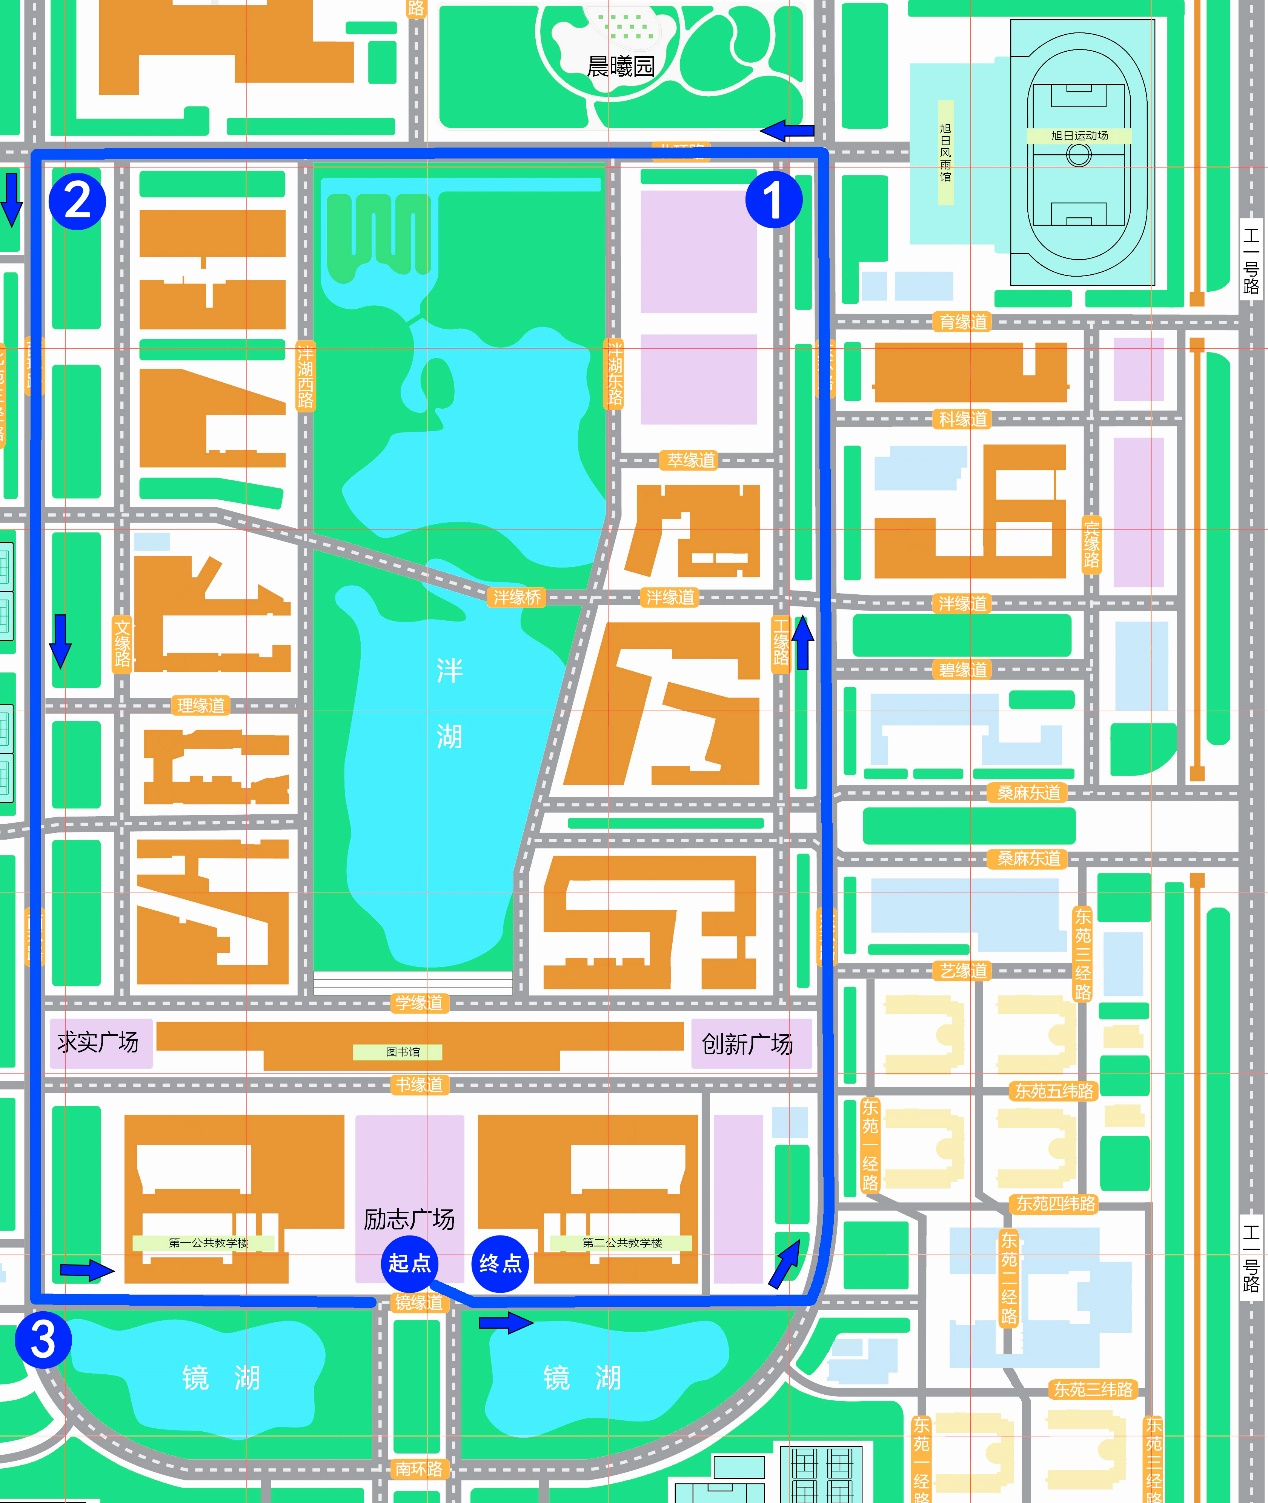 路
晨曦园
旭日风雨馆
旭日运动场
2
1
工一号路
育缘道
泮湖西路
泮湖东路
科缘道
萃缘道
宾缘路
泮缘桥
泮缘道
泮缘道
文缘路
工缘路
泮
湖
碧缘道
理缘道
桑麻东道
桑麻东道
东苑三经路
艺缘道
学缘道
求实广场
图书馆
创新广场
书缘道
东苑五纬路
东苑一经路
东苑四纬路
励志广场
第一公共教学楼
第二公共教学楼
起点
终点
东苑二经路
工一号路
镜缘道
3
镜 湖
镜 湖
东苑三纬路
南环路
东苑一经路
东苑三经路